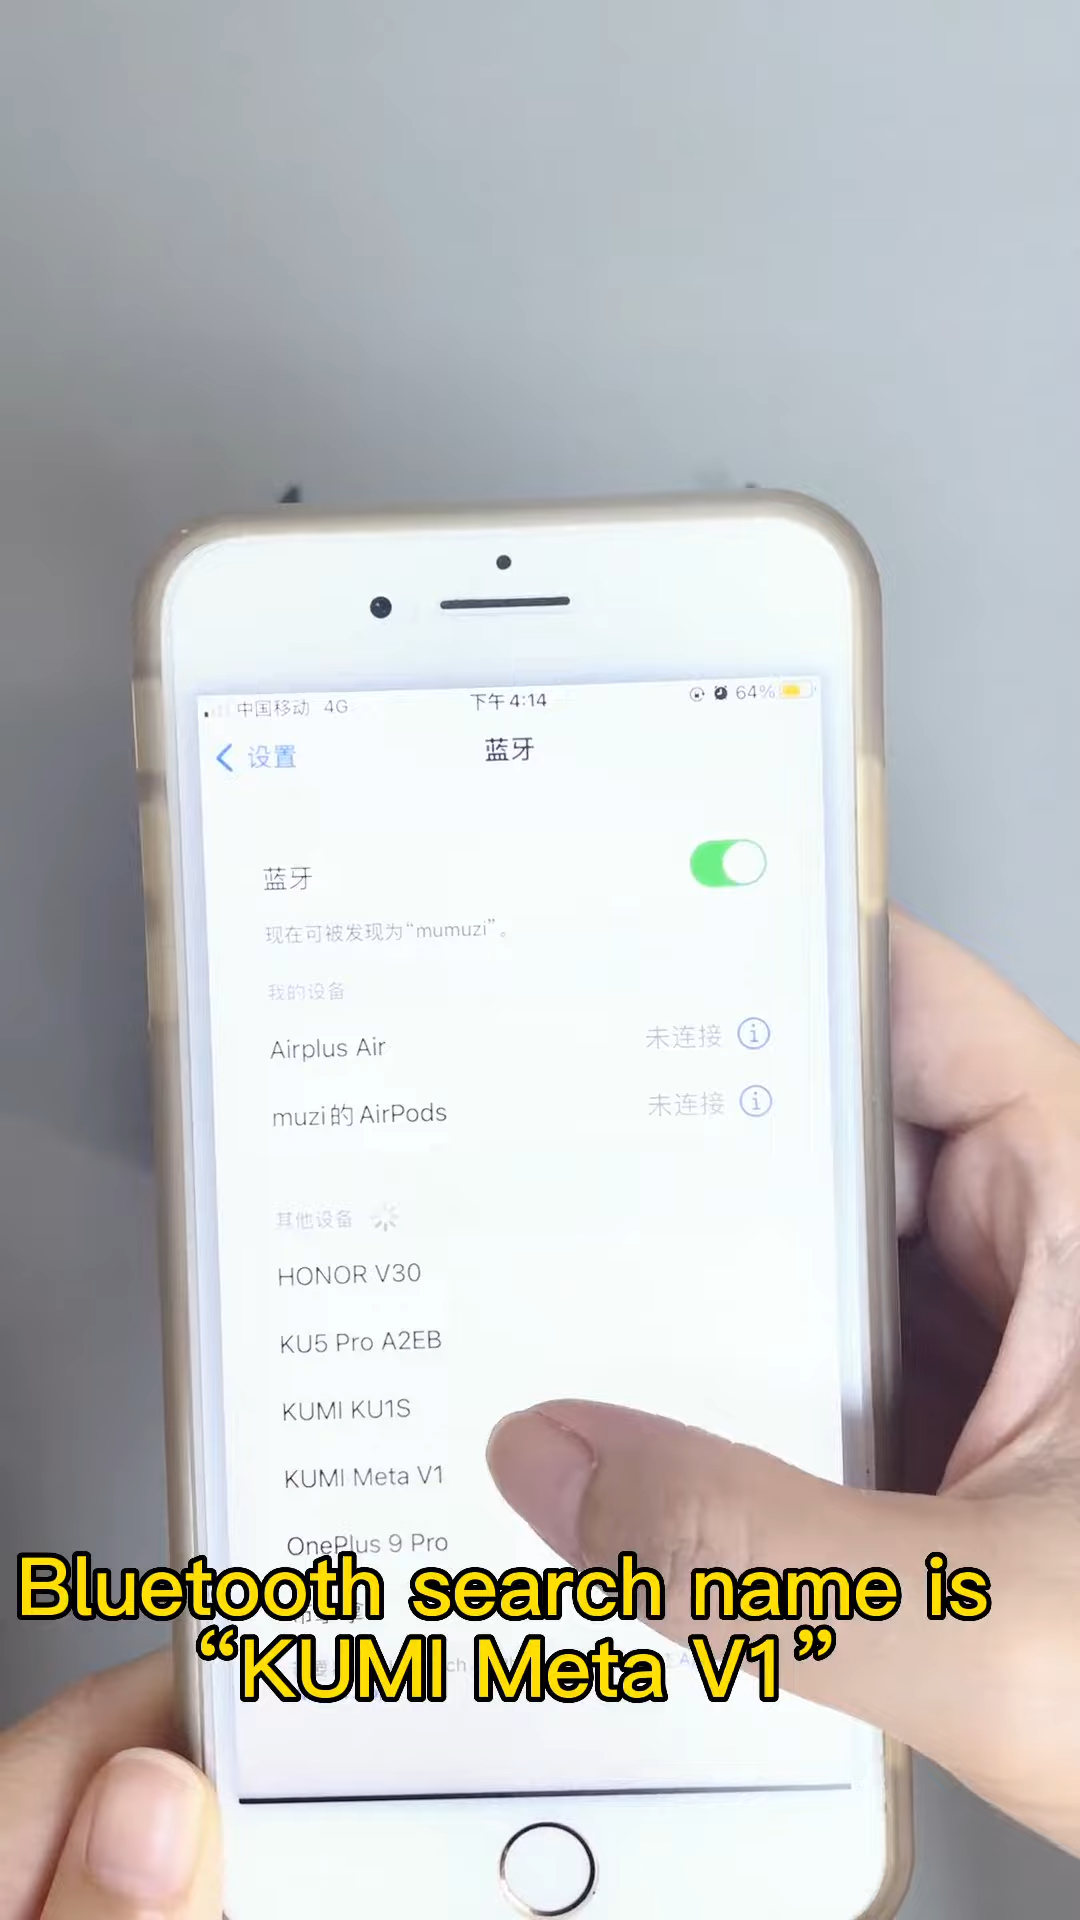 中国移动 4G
下午4:14
64%
设置
蓝牙
蓝牙
现在可被发现为“mumuzi”。
我的设备
Airplus Air
未连接
muzi的AirPods
未连接
其他设备
HONOR V30
KU5 Pro A2EB
KUMI KU1S
KUMI Meta V1
OnePlus 9 Pro
Bluetooth search name is
“KUMI Meta V1”